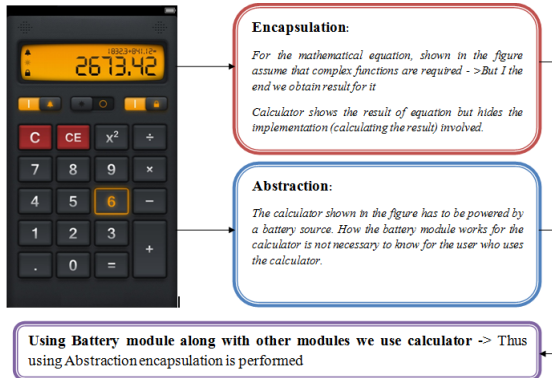 1832.3+841.12=
2673.42
C CE x² ÷
7 8 9 ×
4 5 6 −
1 2 3 +
. 0 =
Encapsulation:
For the mathematical equation, shown in the figure
assume that complex functions are required - >But I the
end we obtain result for it
Calculator shows the result of equation but hides the
implementation (calculating the result) involved.
Abstraction:
The calculator shown in the figure has to be powered by
a battery source. How the battery module works for the
calculator is not necessary to know for the user who uses
the calculator.
Using Battery module along with other modules we use calculator -> Thus
using Abstraction encapsulation is performed